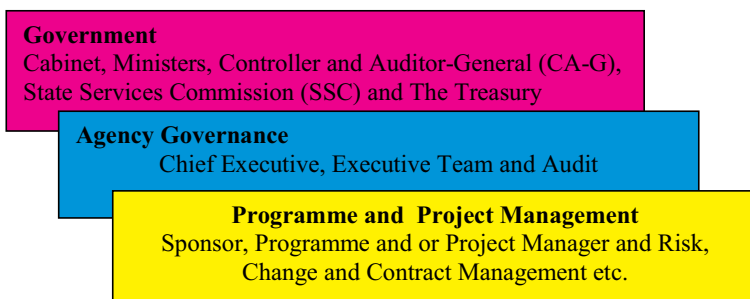 Government
Cabinet, Ministers, Controller and Auditor-General (CA-G),
State Services Commission (SSC) and The Treasury
Agency Governance
Chief Executive, Executive Team and Audit
Programme and  Project Management
Sponsor, Programme and or Project Manager and Risk,
Change and Contract Management etc.